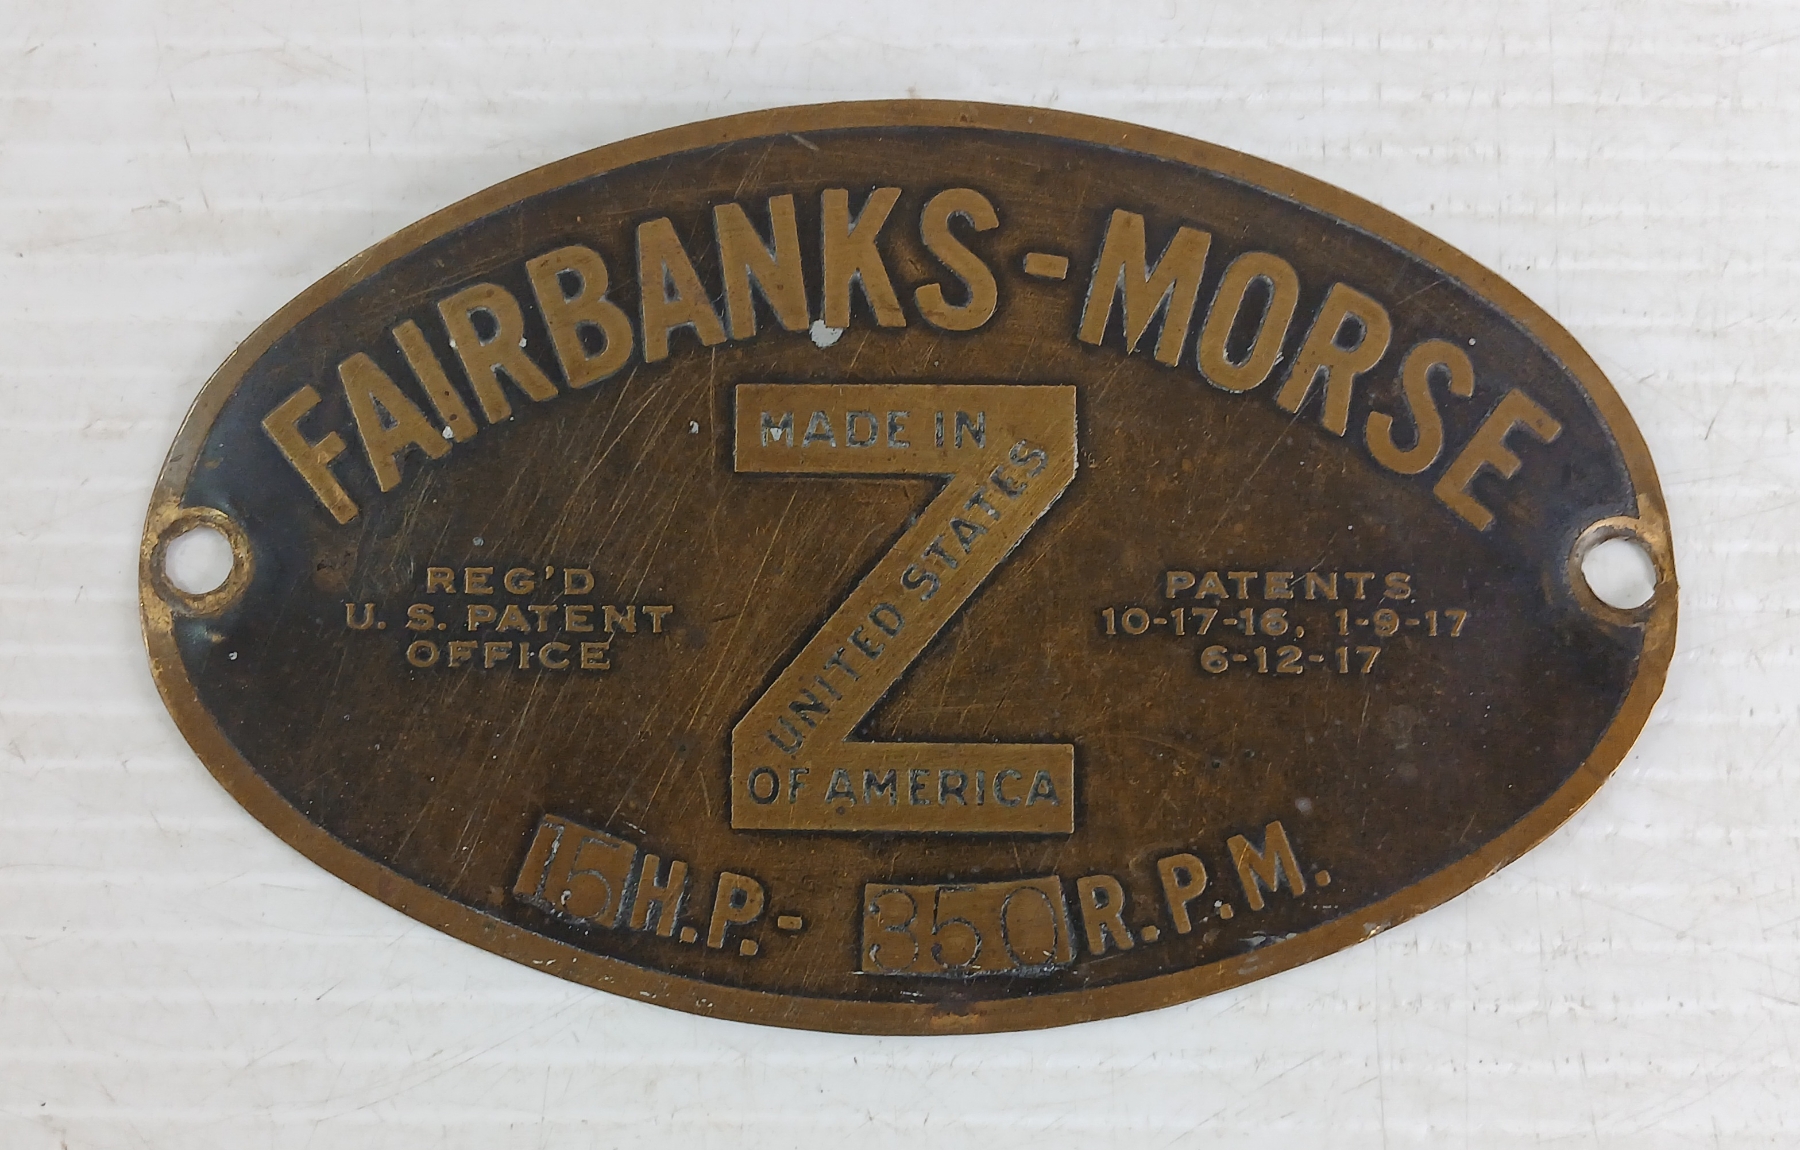 FAIRBANKS-MORSE
MADE IN
UNITED STATES
OF AMERICA
REG'D
U. S. PATENT
OFFICE
PATENTS
10-17-16, 1-9-17
6-12-17
15 H.P.- 350 R.P.M.